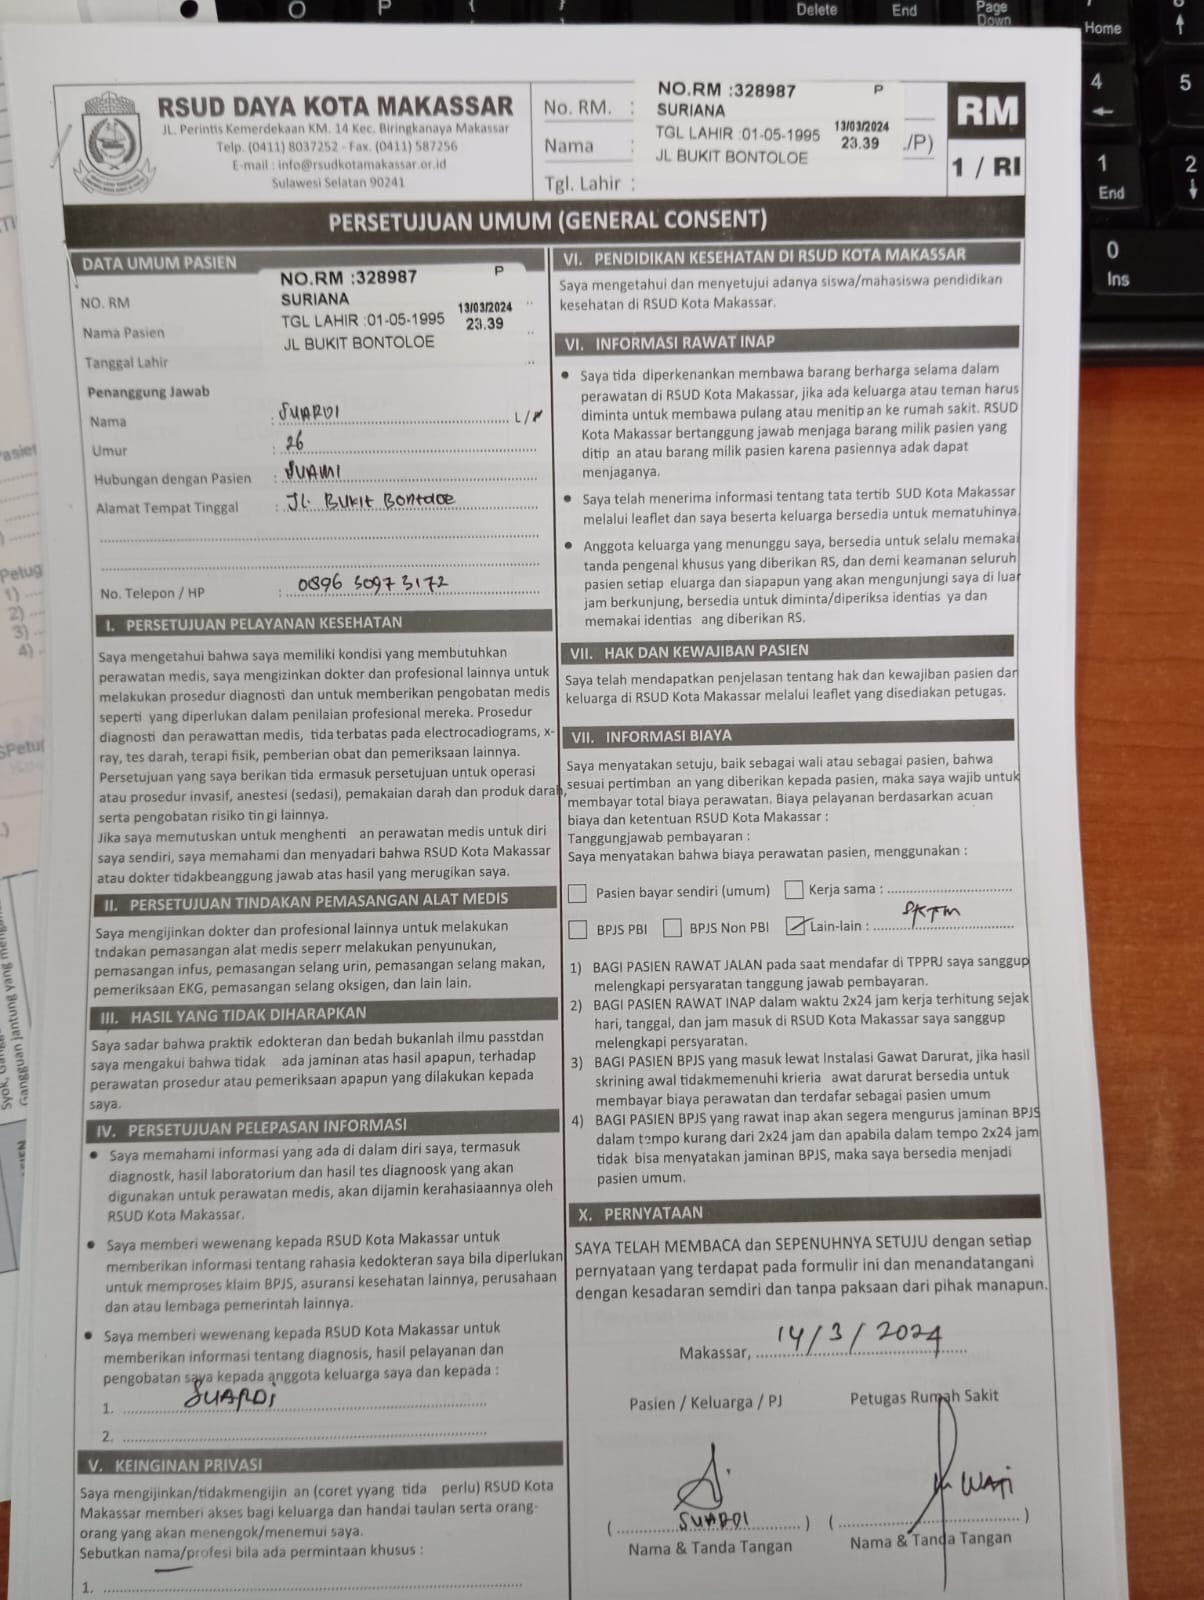 RSUD DAYA KOTA MAKASSAR
JL. Perintis Kemerdekaan KM. 14 Kec. Biringkanaya Makassar
Telp. (0411) 8037252 - Fax. (0411) 587256
E-mail : info@rsudkotamakassar.or.id
Sulawesi Selatan 90241
No. RM. :
Nama :
Tgl. Lahir :
NO.RM :328987 P
SURIANA
TGL LAHIR :01-05-1995 13/03/2024
JL BUKIT BONTOLOE 23.39
/P)
RM
1 / RI
PERSETUJUAN UMUM (GENERAL CONSENT)
DATA UMUM PASIEN
NO. RM
Nama Pasien
Tanggal Lahir
NO.RM :328987 P
SURIANA
TGL LAHIR :01-05-1995 13/03/2024
JL BUKIT BONTOLOE 23.39
Penanggung Jawab
Nama : SUARDI L/P
Umur : 26
Hubungan dengan Pasien : SUAMI
Alamat Tempat Tinggal : JL. Bukit Bontoloe
No. Telepon / HP : 0896 5097 3172
I. PERSETUJUAN PELAYANAN KESEHATAN
Saya mengetahui bahwa saya memiliki kondisi yang membutuhkan
perawatan medis, saya mengizinkan dokter dan profesional lainnya untuk
melakukan prosedur diagnosti dan untuk memberikan pengobatan medis
seperti yang diperlukan dalam penilaian profesional mereka. Prosedur
diagnosti dan perawattan medis, tida terbatas pada electrocadiograms, x-
ray, tes darah, terapi fisik, pemberian obat dan pemeriksaan lainnya.
Persetujuan yang saya berikan tida ermasuk persetujuan untuk operasi
atau prosedur invasif, anestesi (sedasi), pemakaian darah dan produk darah,
serta pengobatan risiko tin gi lainnya.
Jika saya memutuskan untuk menghenti an perawatan medis untuk diri
saya sendiri, saya memahami dan menyadari bahwa RSUD Kota Makassar
atau dokter tidakbeanggung jawab atas hasil yang merugikan saya.
II. PERSETUJUAN TINDAKAN PEMASANGAN ALAT MEDIS
Saya mengijinkan dokter dan profesional lainnya untuk melakukan
tndakan pemasangan alat medis seperr melakukan penyunukan,
pemasangan infus, pemasangan selang urin, pemasangan selang makan,
pemeriksaan EKG, pemasangan selang oksigen, dan lain lain.
III. HASIL YANG TIDAK DIHARAPKAN
Saya sadar bahwa praktik edokteran dan bedah bukanlah ilmu passtdan
saya mengakui bahwa tidak ada jaminan atas hasil apapun, terhadap
perawatan prosedur atau pemeriksaan apapun yang dilakukan kepada
saya.
IV. PERSETUJUAN PELEPASAN INFORMASI
• Saya memahami informasi yang ada di dalam diri saya, termasuk
diagnostk, hasil laboratorium dan hasil tes diagnoosk yang akan
digunakan untuk perawatan medis, akan dijamin kerahasiaannya oleh
RSUD Kota Makassar.
• Saya memberi wewenang kepada RSUD Kota Makassar untuk
memberikan informasi tentang rahasia kedokteran saya bila diperlukan
untuk memproses klaim BPJS, asuransi kesehatan lainnya, perusahaan
dan atau lembaga pemerintah lainnya.
• Saya memberi wewenang kepada RSUD Kota Makassar untuk
memberikan informasi tentang diagnosis, hasil pelayanan dan
pengobatan saya kepada anggota keluarga saya dan kepada :
1. SUARDI
2.
V. KEINGINAN PRIVASI
Saya mengijinkan/tidakmengijin an (coret yyang tida perlu) RSUD Kota
Makassar memberi akses bagi keluarga dan handai taulan serta orang-
orang yang akan menengok/menemui saya.
Sebutkan nama/profesi bila ada permintaan khusus :
1.
VI. PENDIDIKAN KESEHATAN DI RSUD KOTA MAKASSAR
Saya mengetahui dan menyetujui adanya siswa/mahasiswa pendidikan
kesehatan di RSUD Kota Makassar.
VI. INFORMASI RAWAT INAP
• Saya tida diperkenankan membawa barang berharga selama dalam
perawatan di RSUD Kota Makassar, jika ada keluarga atau teman harus
diminta untuk membawa pulang atau menitip an ke rumah sakit. RSUD
Kota Makassar bertanggung jawab menjaga barang milik pasien yang
ditip an atau barang milik pasien karena pasiennya adak dapat
menjaganya.
• Saya telah menerima informasi tentang tata tertib SUD Kota Makassar
melalui leaflet dan saya beserta keluarga bersedia untuk mematuhinya.
• Anggota keluarga yang menunggu saya, bersedia untuk selalu memakai
tanda pengenal khusus yang diberikan RS, dan demi keamanan seluruh
pasien setiap eluarga dan siapapun yang akan mengunjungi saya di luar
jam berkunjung, bersedia untuk diminta/diperiksa identias ya dan
memakai identias ang diberikan RS.
VII. HAK DAN KEWAJIBAN PASIEN
Saya telah mendapatkan penjelasan tentang hak dan kewajiban pasien dan
keluarga di RSUD Kota Makassar melalui leaflet yang disediakan petugas.
VII. INFORMASI BIAYA
Saya menyatakan setuju, baik sebagai wali atau sebagai pasien, bahwa
sesuai pertimban an yang diberikan kepada pasien, maka saya wajib untuk
membayar total biaya perawatan. Biaya pelayanan berdasarkan acuan
biaya dan ketentuan RSUD Kota Makassar :
Tanggungjawab pembayaran :
Saya menyatakan bahwa biaya perawatan pasien, menggunakan :
Pasien bayar sendiri (umum) Kerja sama :
BPJS PBI BPJS Non PBI Lain-lain : SKTM
1) BAGI PASIEN RAWAT JALAN pada saat mendafar di TPPRJ saya sanggup
melengkapi persyaratan tanggung jawab pembayaran.
2) BAGI PASIEN RAWAT INAP dalam waktu 2x24 jam kerja terhitung sejak
hari, tanggal, dan jam masuk di RSUD Kota Makassar saya sanggup
melengkapi persyaratan.
3) BAGI PASIEN BPJS yang masuk lewat Instalasi Gawat Darurat, jika hasil
skrining awal tidakmemenuhi krieria awat darurat bersedia untuk
membayar biaya perawatan dan terdafar sebagai pasien umum
4) BAGI PASIEN BPJS yang rawat inap akan segera mengurus jaminan BPJS
dalam tempo kurang dari 2x24 jam dan apabila dalam tempo 2x24 jam
tidak bisa menyatakan jaminan BPJS, maka saya bersedia menjadi
pasien umum.
X. PERNYATAAN
SAYA TELAH MEMBACA dan SEPENUHNYA SETUJU dengan setiap
pernyataan yang terdapat pada formulir ini dan menandatangani
dengan kesadaran semdiri dan tanpa paksaan dari pihak manapun.
Makassar, 14/3/2024
Pasien / Keluarga / PJ Petugas Rumah Sakit
(SUARDI) (WATI)
Nama & Tanda Tangan Nama & Tanda Tangan
Delete End Page Down
Home
4 5
1 End 2
0 Ins